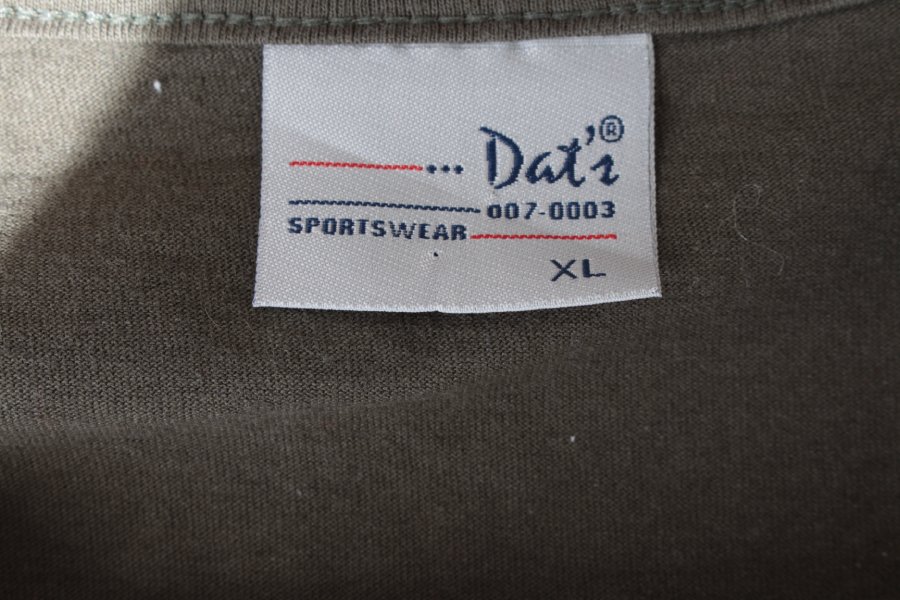 ... Dat's®
007-0003
SPORTSWEAR
XL